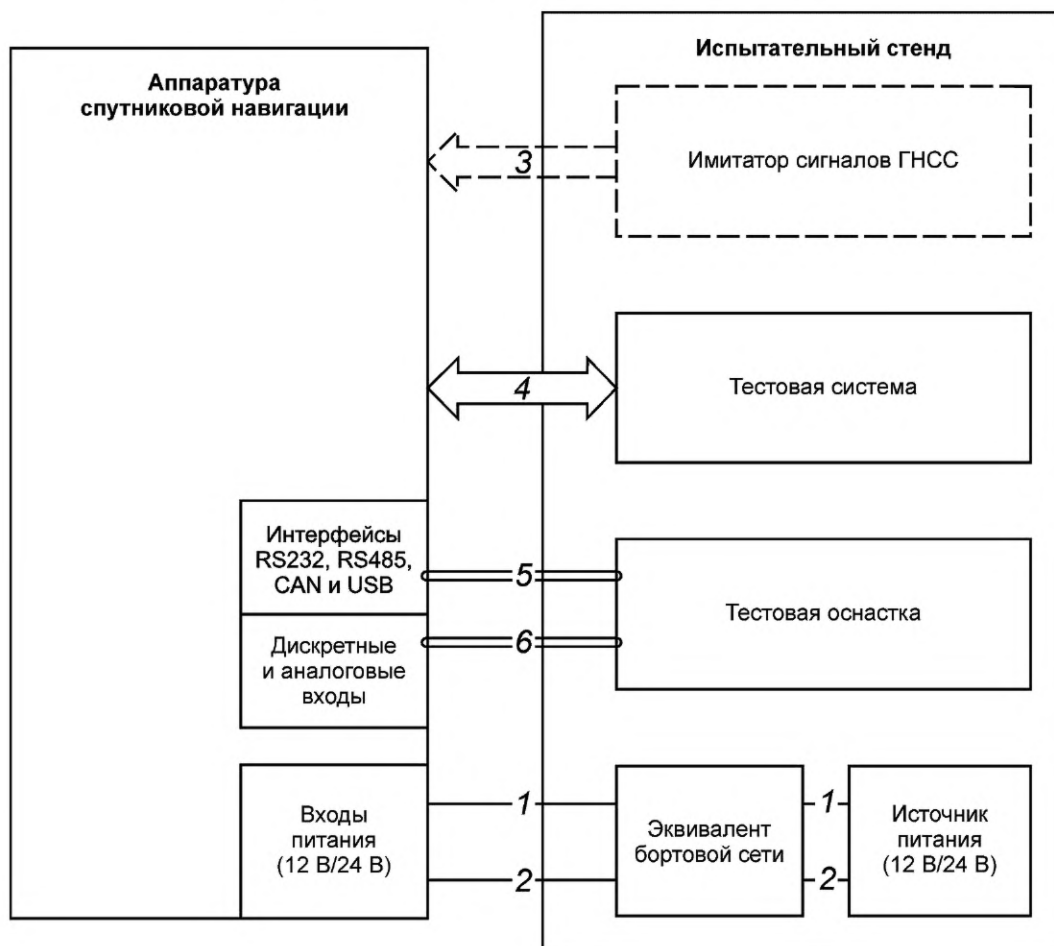 Испытательный стенд
Аппаратура
спутниковой навигации
3
Имитатор сигналов ГНСС
4
Тестовая система
Интерфейсы
RS232, RS485,
CAN и USB
5
Тестовая оснастка
Дискретные
и аналоговые
входы
6
Входы
питания
(12 В/24 В)
1
2
Эквивалент
бортовой сети
1
2
Источник
питания
(12 В/24 В)